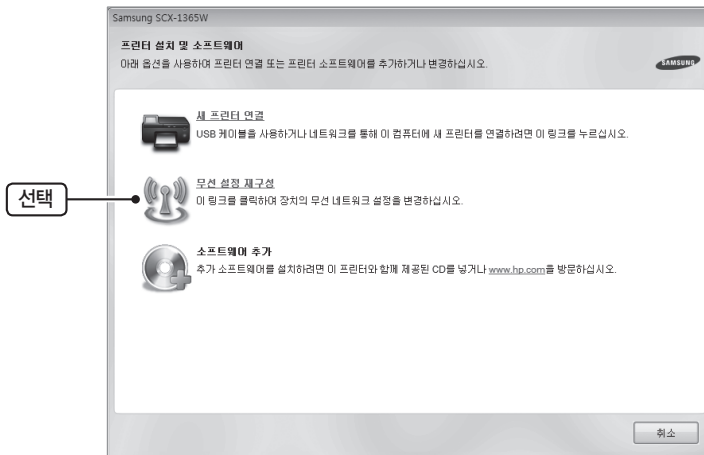 Samsung SCX-1365W
프린터 설치 및 소프트웨어
아래 옵션을 사용하여 프린터 연결 또는 프린터 소프트웨어를 추가하거나 변경하십시오.
SAMSUNG
새 프린터 연결
USB 케이블을 사용하거나 네트워크를 통해 이 컴퓨터에 새 프린터를 연결하려면 이 링크를 누르십시오.
선택
무선 설정 재구성
이 링크를 클릭하여 장치의 무선 네트워크 설정을 변경하십시오.
소프트웨어 추가
추가 소프트웨어를 설치하려면 이 프린터와 함께 제공된 CD를 넣거나 www.hp.com을 방문하십시오.
취소